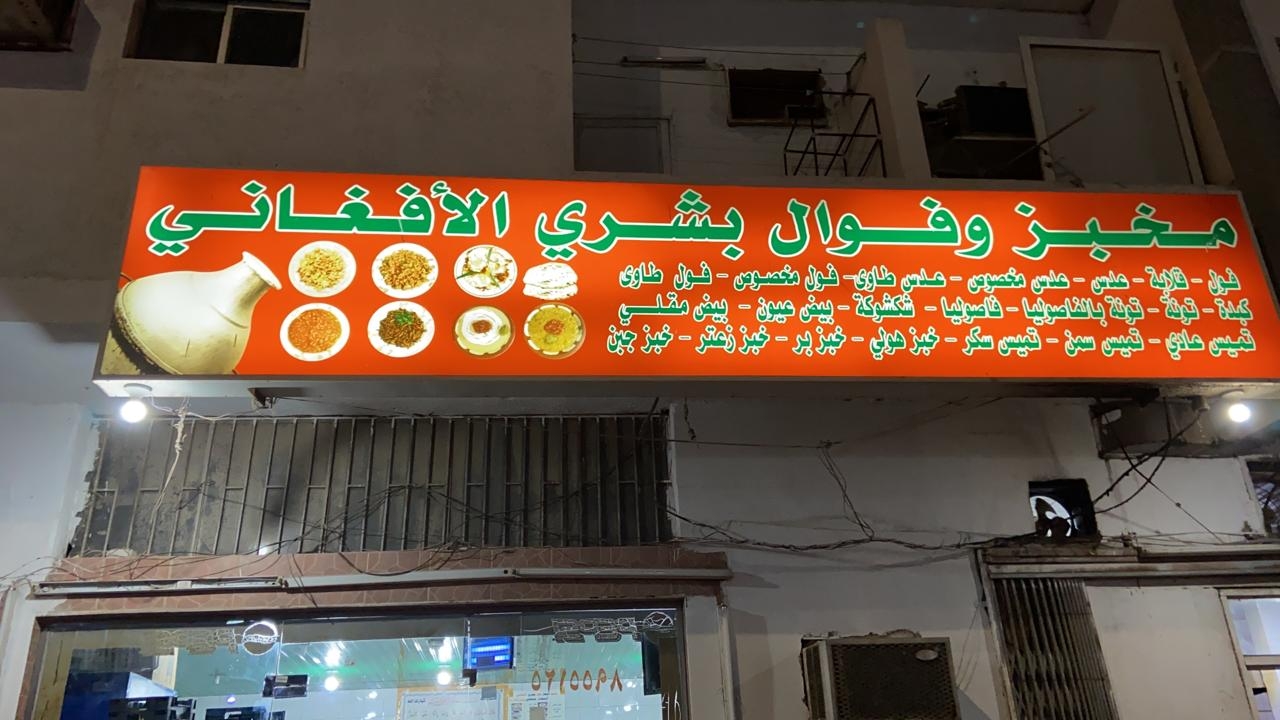 مخبز وفوال بشري الأفغاني
فول - قلابة - عدس - عدس مخصوص - عدس طاوى - فول مخصوص - فول طاوى
كبدة - تونة - تونة بالفاصوليا - فاصوليا - شكشوكة - بيض عيون - بيض مقلي
تميس عادي - تميس سمن - تميس سكر - خبز هولي - خبز بر - خبز زعتر - خبز جبن